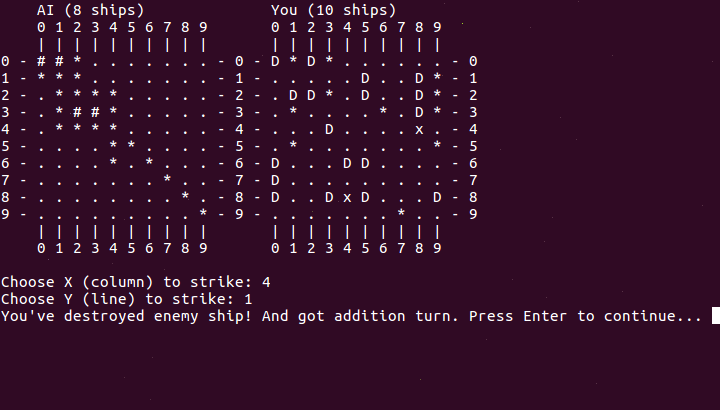 AI (8 ships)              You (10 ships)
    0 1 2 3 4 5 6 7 8 9       0 1 2 3 4 5 6 7 8 9
    | | | | | | | | | |       | | | | | | | | | |
0 - # # * . . . . . . . - 0 - D * D * . . . . . . - 0
1 - * * * . . . . . . . - 1 - . . . . . D . . D * - 1
2 - . * * * * . . . . . - 2 - . D D * . D . . D * - 2
3 - . * # # * . . . . . - 3 - . * . . . . * . D * - 3
4 - . * * * * . . . . . - 4 - . . . D . . . . x . - 4
5 - . . . . * * . . . . - 5 - . * . . . . . . . * - 5
6 - . . . . * . * . . . - 6 - D . . . D D . . . . - 6
7 - . . . . . . . * . . - 7 - D . . . . . . . . . - 7
8 - . . . . . . . . * . - 8 - D . . D x D . . . D - 8
9 - . . . . . . . . . * - 9 - . . . . . . . * . . - 9
    | | | | | | | | | |       | | | | | | | | | |
    0 1 2 3 4 5 6 7 8 9       0 1 2 3 4 5 6 7 8 9
Choose X (column) to strike: 4
Choose Y (line) to strike: 1
You've destroyed enemy ship! And got addition turn. Press Enter to continue...